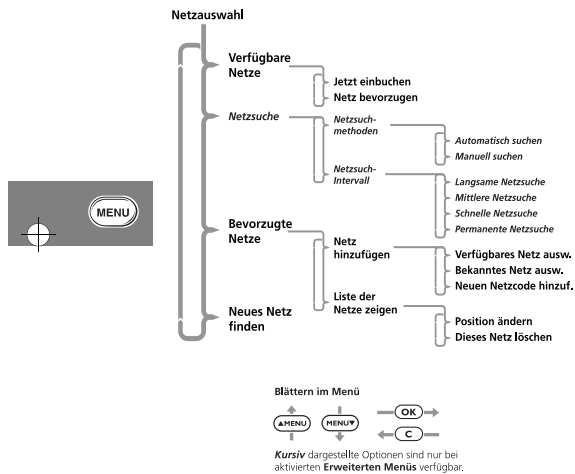 Netzauswahl
Verfügbare
Netze
Jetzt einbuchen
Netz bevorzugen
Netzsuche
Netzsuch-
methoden
Automatisch suchen
Manuell suchen
Netzsuch-
Intervall
Langsame Netzsuche
Mittlere Netzsuche
Schnelle Netzsuche
Permanente Netzsuche
MENU
Bevorzugte
Netze
Netz
hinzufügen
Verfügbares Netz ausw.
Bekanntes Netz ausw.
Neuen Netzcode hinzuf.
Liste der
Netze zeigen
Position ändern
Dieses Netz löschen
Neues Netz
finden
Blättern im Menü
▲MENU
MENU▼
OK
C
Kursiv dargestellte Optionen sind nur bei
aktivierten Erweiterten Menüs verfügbar.